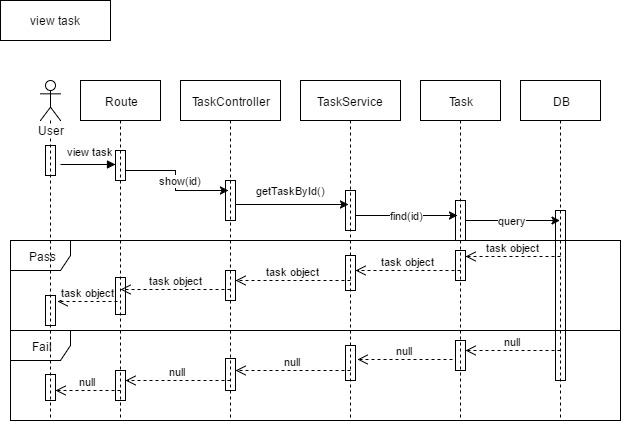 view task
Route
TaskController
TaskService
Task
DB
User
view task
show(id)
getTaskById()
find(id)
query
Pass
task object
task object
task object
task object
task object
Fail
null
null
null
null
null